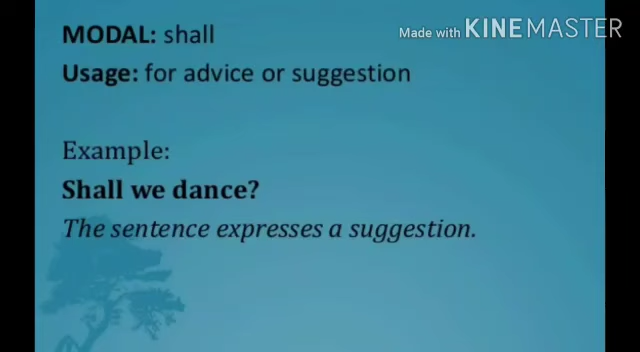 MODAL: shall
Made with KINEMASTER
Usage: for advice or suggestion
Example:
Shall we dance?
The sentence expresses a suggestion.